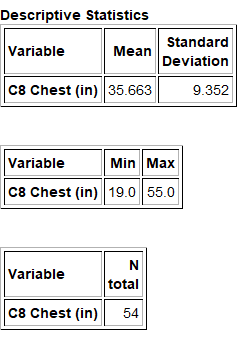 Descriptive Statistics
Variable Mean Standard Deviation
C8 Chest (in) 35.663 9.352
Variable Min Max
C8 Chest (in) 19.0 55.0
Variable N total
C8 Chest (in) 54